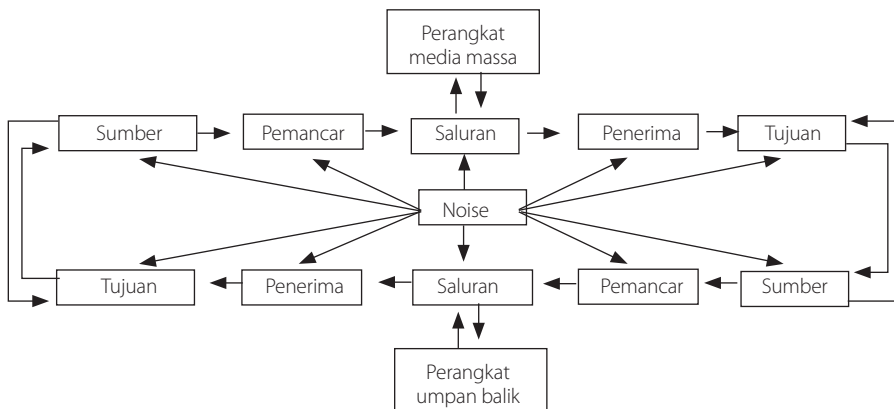 Perangkat
media massa
Sumber
Pemancar
Saluran
Penerima
Tujuan
Noise
Tujuan
Penerima
Saluran
Pemancar
Sumber
Perangkat
umpan balik